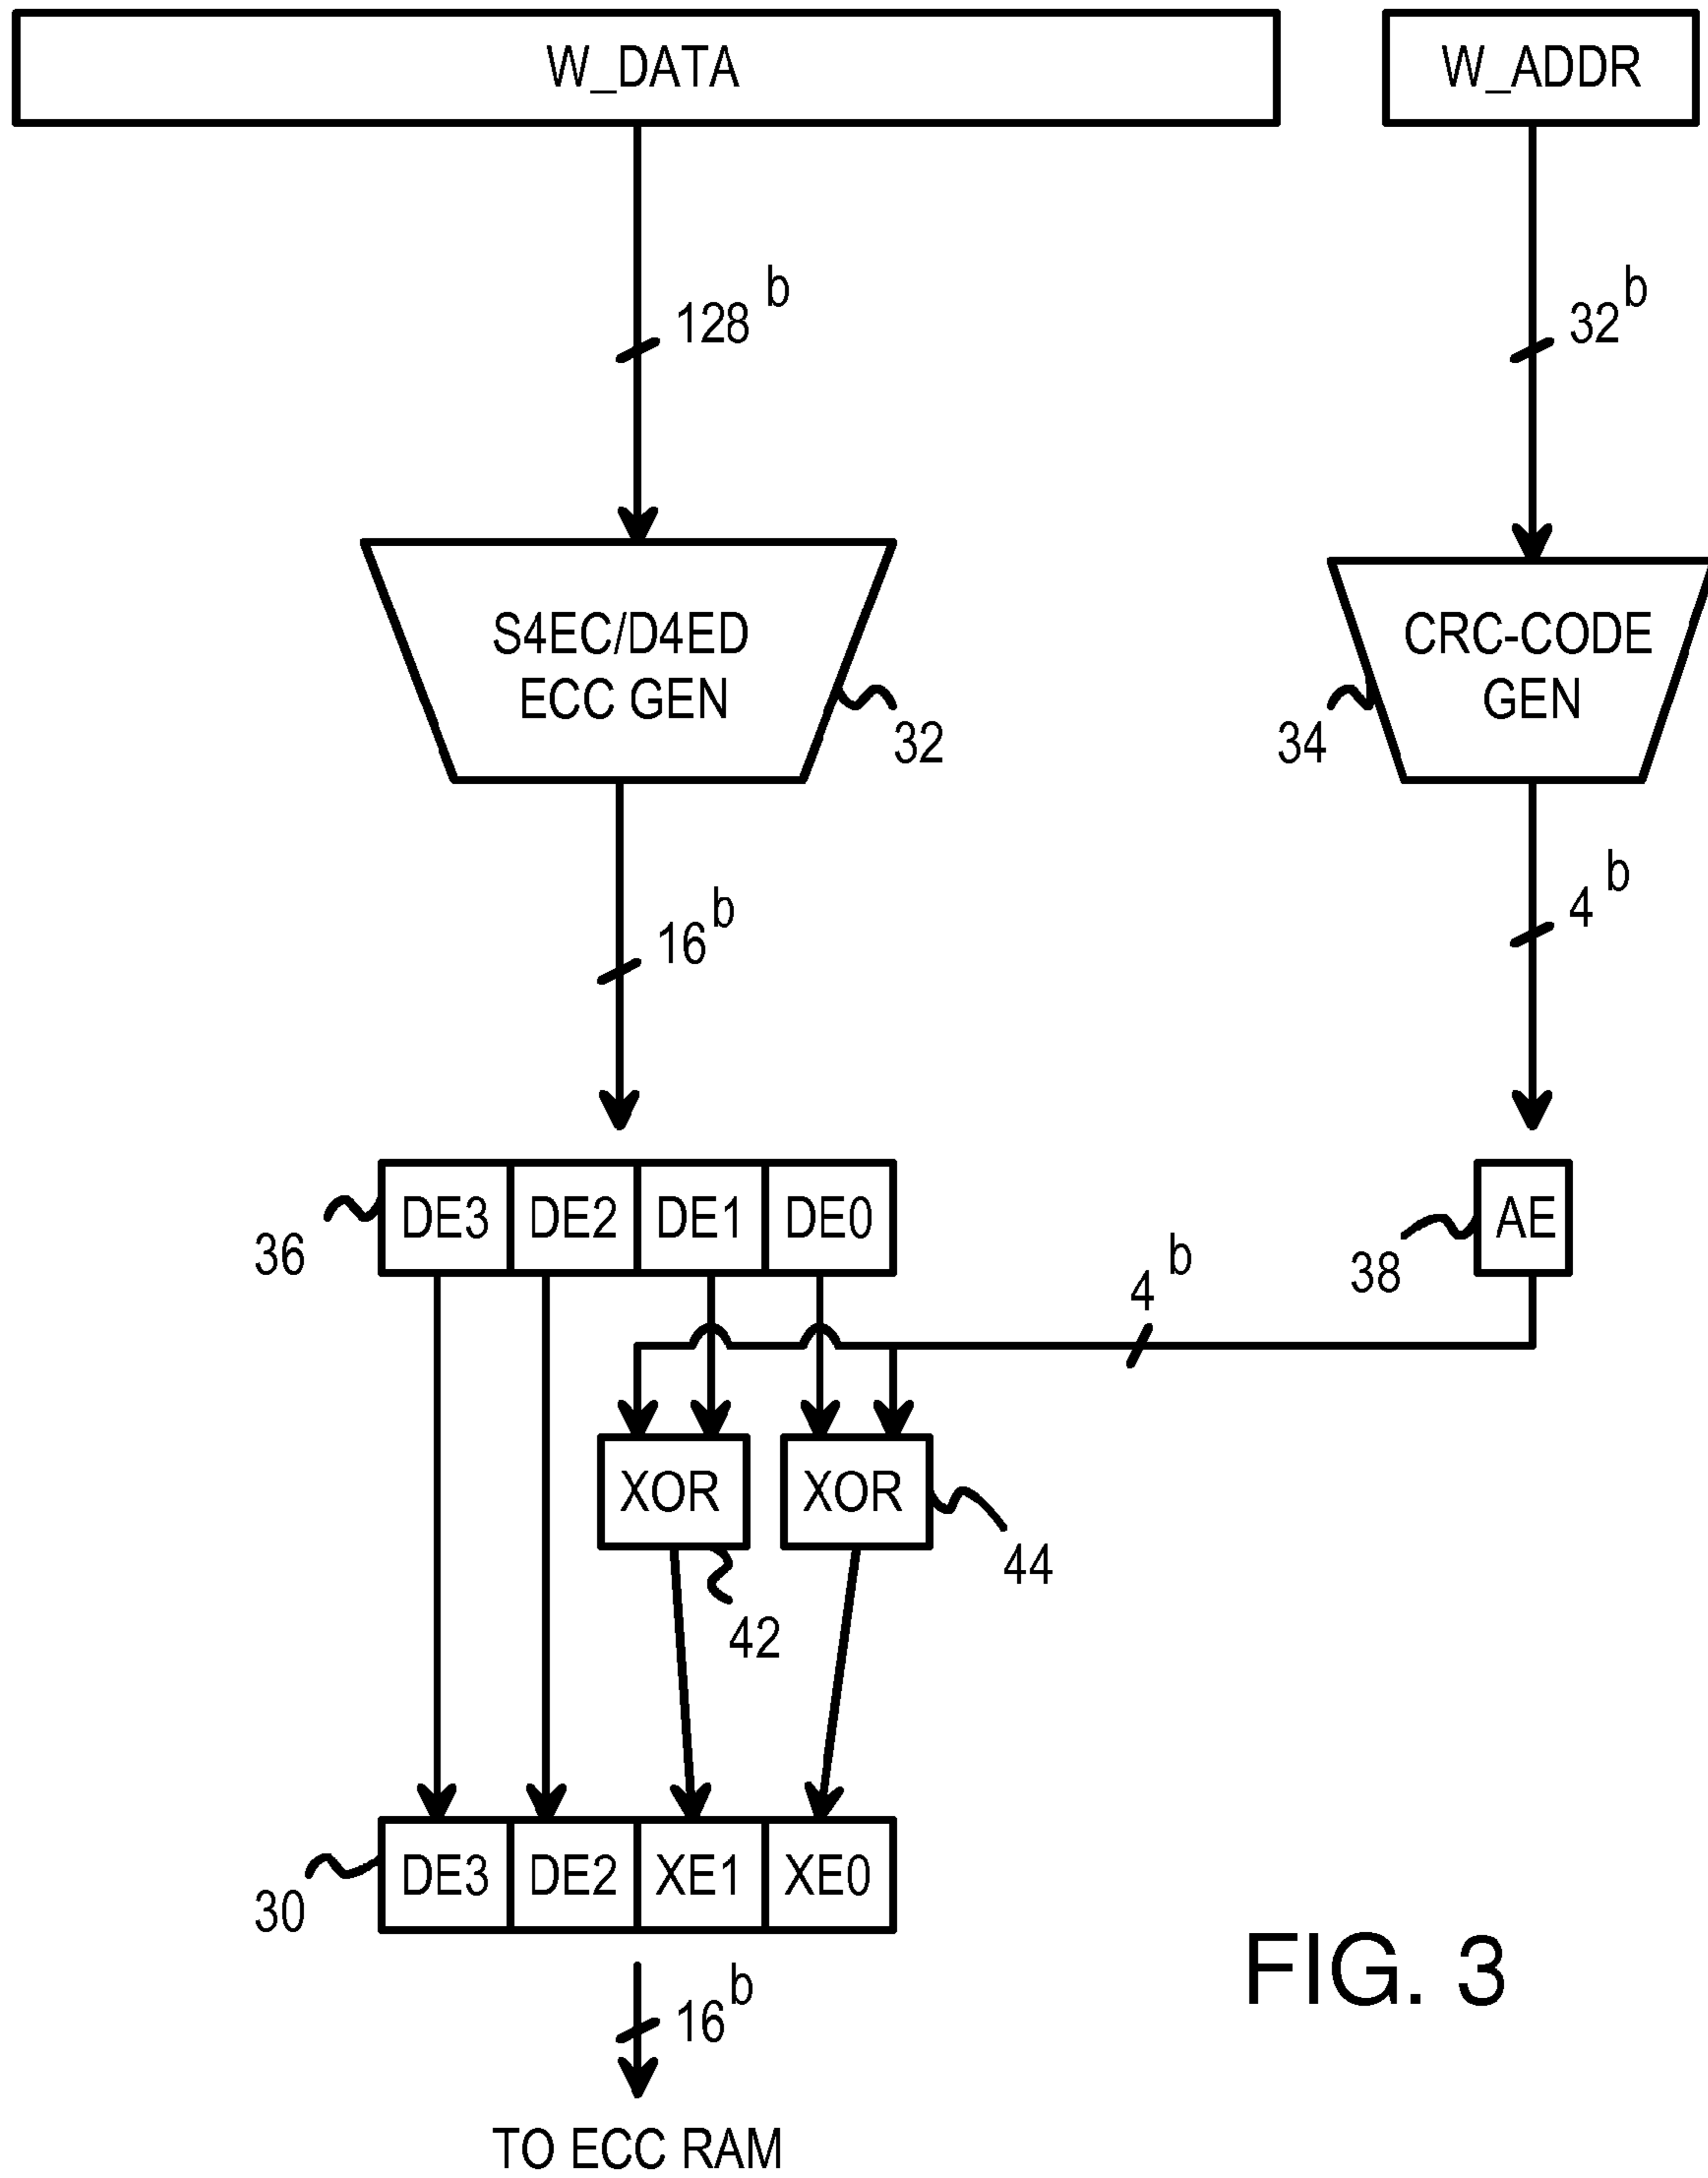 W_DATA
W_ADDR
128 b
32 b
S4EC/D4ED
ECC GEN
32
CRC-CODE
GEN
34
16 b
4 b
36
DE3 DE2 DE1 DE0
38
AE
4 b
XOR
XOR
42
44
30
DE3 DE2 XE1 XE0
16 b
TO ECC RAM
FIG. 3